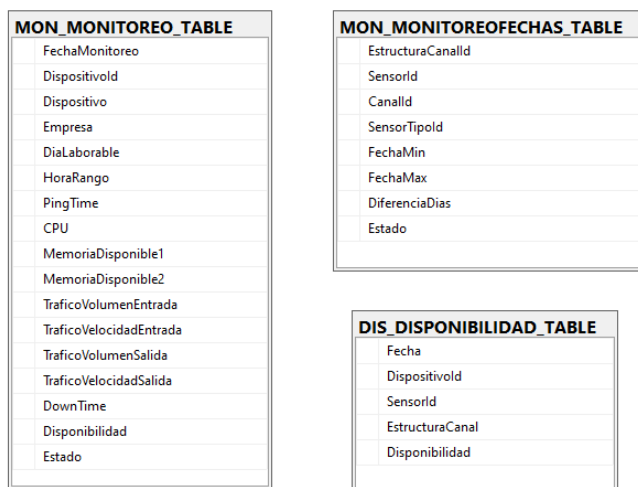 MON_MONITOREO_TABLE
FechaMonitoreo
DispositivoId
Dispositivo
Empresa
DiaLaborable
HoraRango
PingTime
CPU
MemoriaDisponible1
MemoriaDisponible2
TraficoVolumenEntrada
TraficoVelocidadEntrada
TraficoVolumenSalida
TraficoVelocidadSalida
DownTime
Disponibilidad
Estado
MON_MONITOREOFECHAS_TABLE
EstructuraCanalId
SensorId
CanalId
SensorTipoId
FechaMin
FechaMax
DiferenciaDias
Estado
DIS_DISPONIBILIDAD_TABLE
Fecha
DispositivoId
SensorId
EstructuraCanal
Disponibilidad